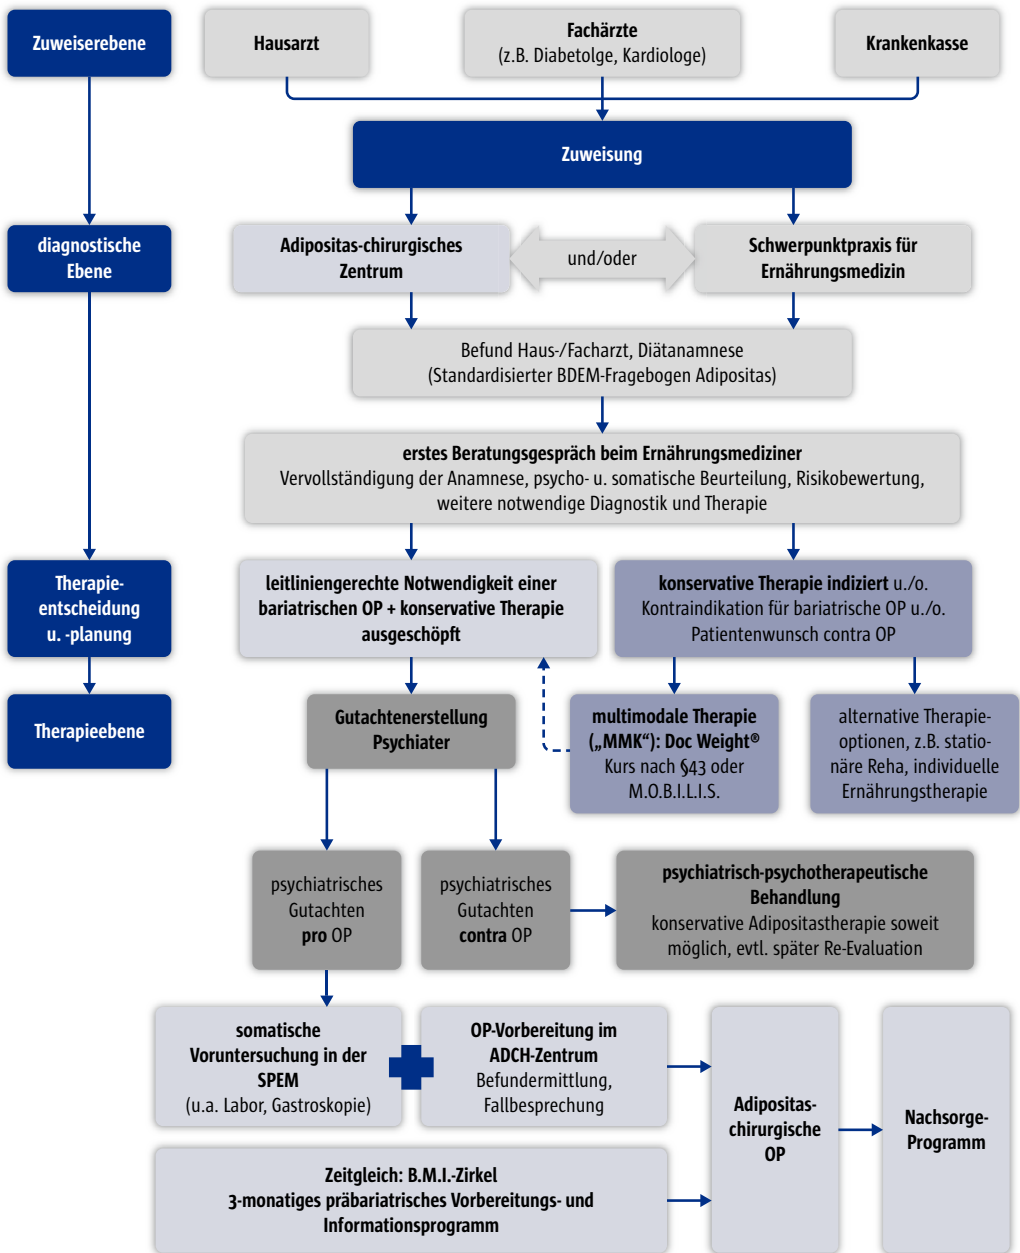 Zuweiserebene
Hausarzt
Fachärzte
(z.B. Diabetolge, Kardiologe)
Krankenkasse
Zuweisung
diagnostische
Ebene
Adipositas-chirurgisches
Zentrum
und/oder
Schwerpunktpraxis für
Ernährungsmedizin
Befund Haus-/Facharzt, Diätanamnese
(Standardisierter BDEM-Fragebogen Adipositas)
erstes Beratungsgespräch beim Ernährungsmediziner
Vervollständigung der Anamnese, psycho- u. somatische Beurteilung, Risikobewertung,
weitere notwendige Diagnostik und Therapie
Therapie-
entscheidung
u. -planung
leitliniengerechte Notwendigkeit einer
bariatrischen OP + konservative Therapie
ausgeschöpft
konservative Therapie indiziert u./o.
Kontraindikation für bariatrische OP u./o.
Patientenwunsch contra OP
Therapieebene
Gutachtenerstellung
Psychiater
multimodale Therapie
(„MMK“): Doc Weight®
Kurs nach §43 oder
M.O.B.I.L.I.S.
alternative Therapie-
optionen, z.B. statio-
näre Reha, individuelle
Ernährungstherapie
psychiatrisches
Gutachten
pro OP
psychiatrisches
Gutachten
contra OP
psychiatrisch-psychotherapeutische
Behandlung
konservative Adipositastherapie soweit
möglich, evtl. später Re-Evaluation
somatische
Voruntersuchung in der
SPEM
(u.a. Labor, Gastroskopie)
OP-Vorbereitung im
ADCH-Zentrum
Befundermittlung,
Fallbesprechung
Adipositas-
chirurgische
OP
Nachsorge-
Programm
Zeitgleich: B.M.I.-Zirkel
3-monatiges präbariatrisches Vorbereitungs- und
Informationsprogramm